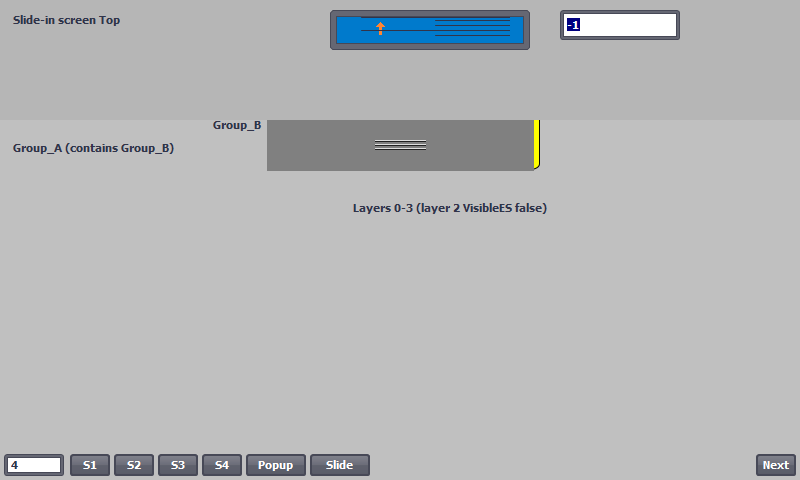 Slide-in screen Top
-1
Group_B
Group_A (contains Group_B)
Layers 0-3 (layer 2 VisibleES false)
4 S1 S2 S3 S4 Popup Slide Next